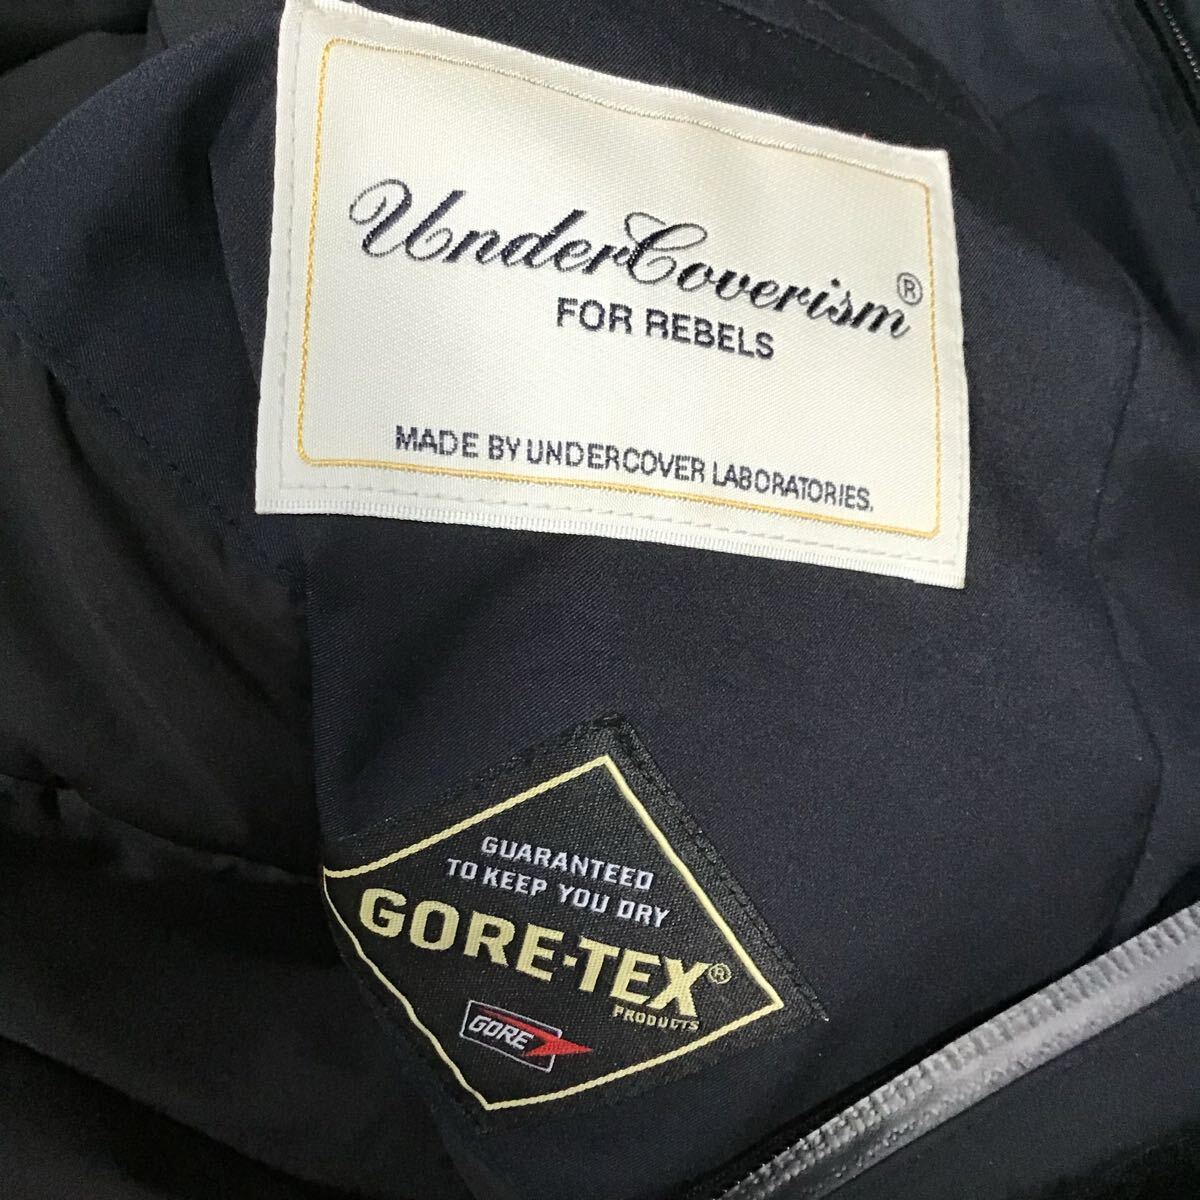 UnderCoverism®
FOR REBELS
MADE BY UNDERCOVER LABORATORIES.
GUARANTEED
TO KEEP YOU DRY
GORE-TEX®
PRODUCTS
GORE